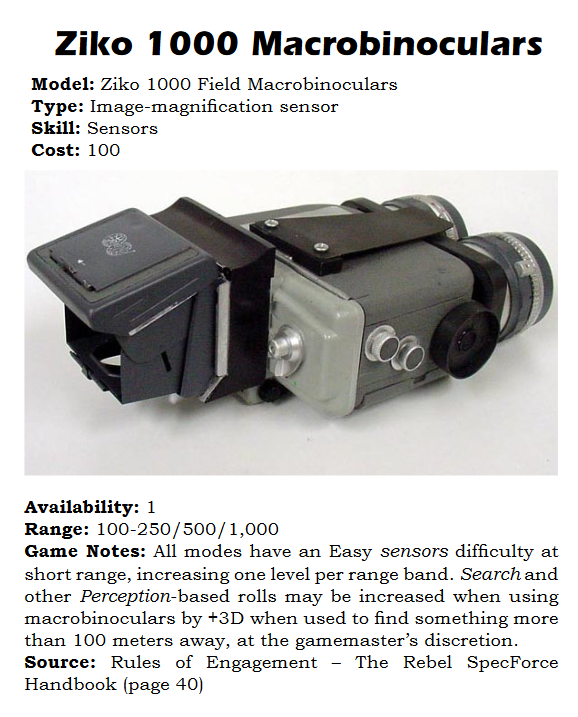 Ziko 1000 Macrobinoculars
Model: Ziko 1000 Field Macrobinoculars
Type: Image-magnification sensor
Skill: Sensors
Cost: 100
Availability: 1
Range: 100-250/500/1,000
Game Notes: All modes have an Easy sensors difficulty at
short range, increasing one level per range band. Search and
other Perception-based rolls may be increased when using
macrobinoculars by +3D when used to find something more
than 100 meters away, at the gamemaster’s discretion.
Source: Rules of Engagement – The Rebel SpecForce
Handbook (page 40)